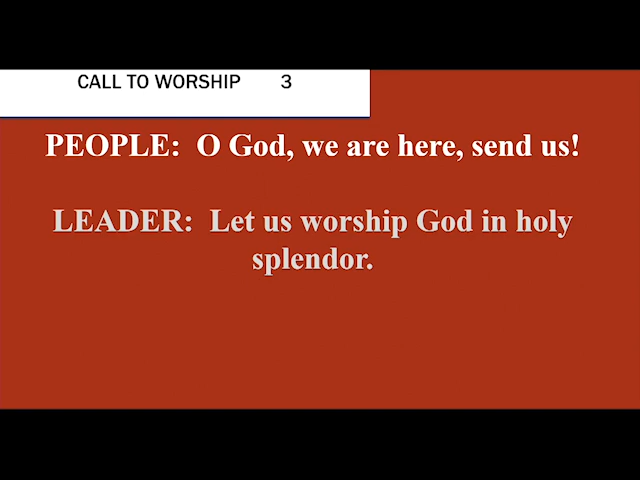 CALL TO WORSHIP 3
PEOPLE: O God, we are here, send us!
LEADER: Let us worship God in holy
splendor.